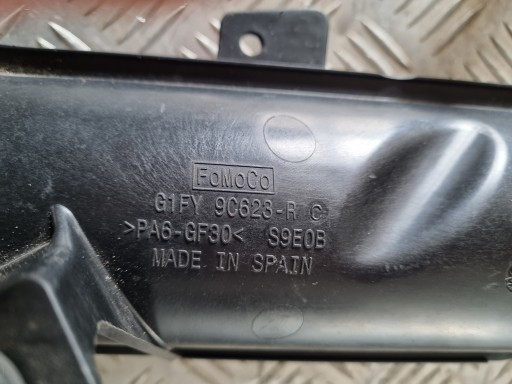 FoMoCo
G1FY 9C623-R C
>PA6-GF30< S9E0B
MADE IN SPAIN